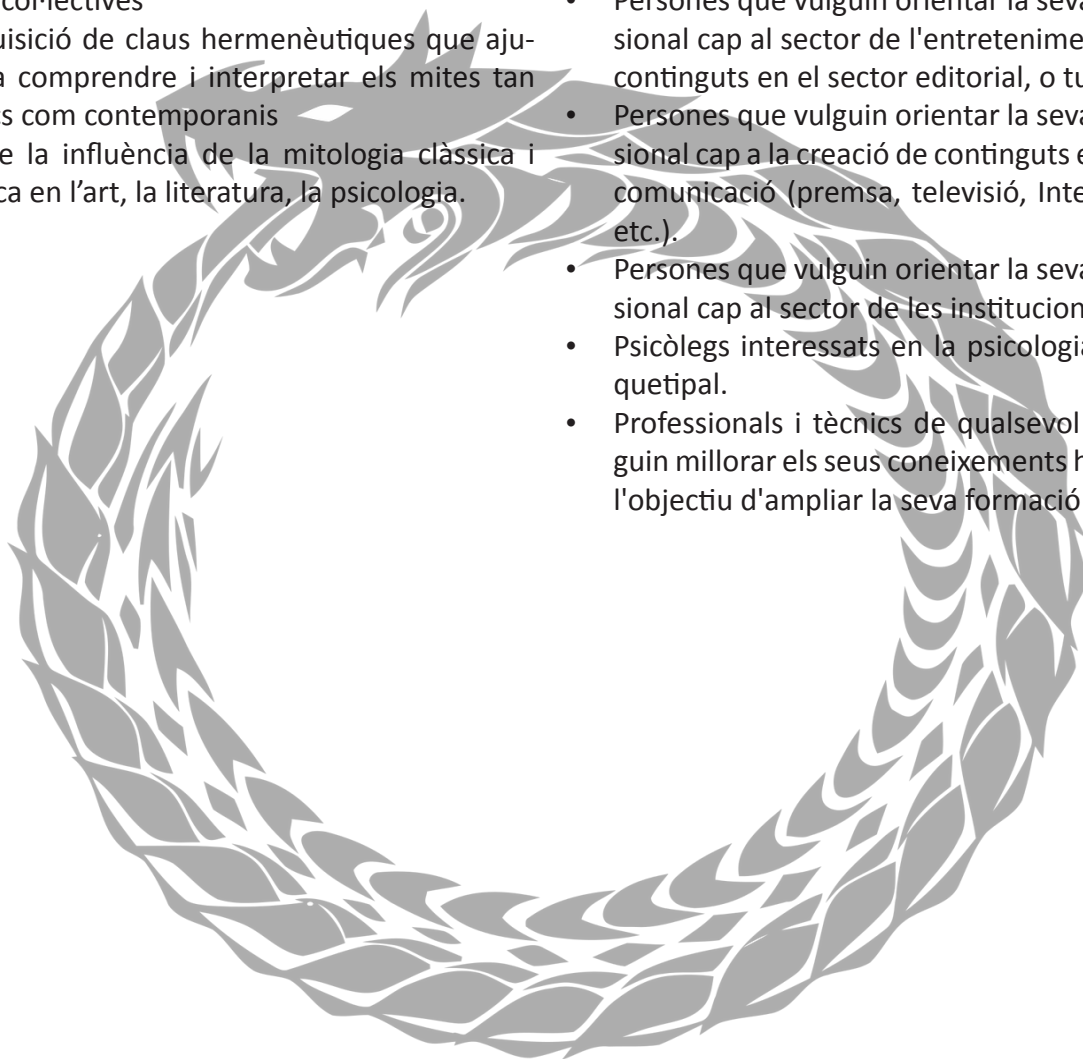 col·lectives
uisició de claus hermenèutiques que aju-
a comprendre i interpretar els mites tan
s com contemporanis
e la influència de la mitologia clàssica i
ca en l’art, la literatura, la psicologia.
• Persones que vulguin orientar la seva
sional cap al sector de l'entretenime
continguts en el sector editorial, o tu
• Persones que vulguin orientar la seva
sional cap a la creació de continguts e
comunicació (premsa, televisió, Inte
etc.).
• Persones que vulguin orientar la seva
sional cap al sector de les institucion
• Psicòlegs interessats en la psicologia
quetipal.
• Professionals i tècnics de qualsevol
guin millorar els seus coneixements h
l'objectiu d'ampliar la seva formació